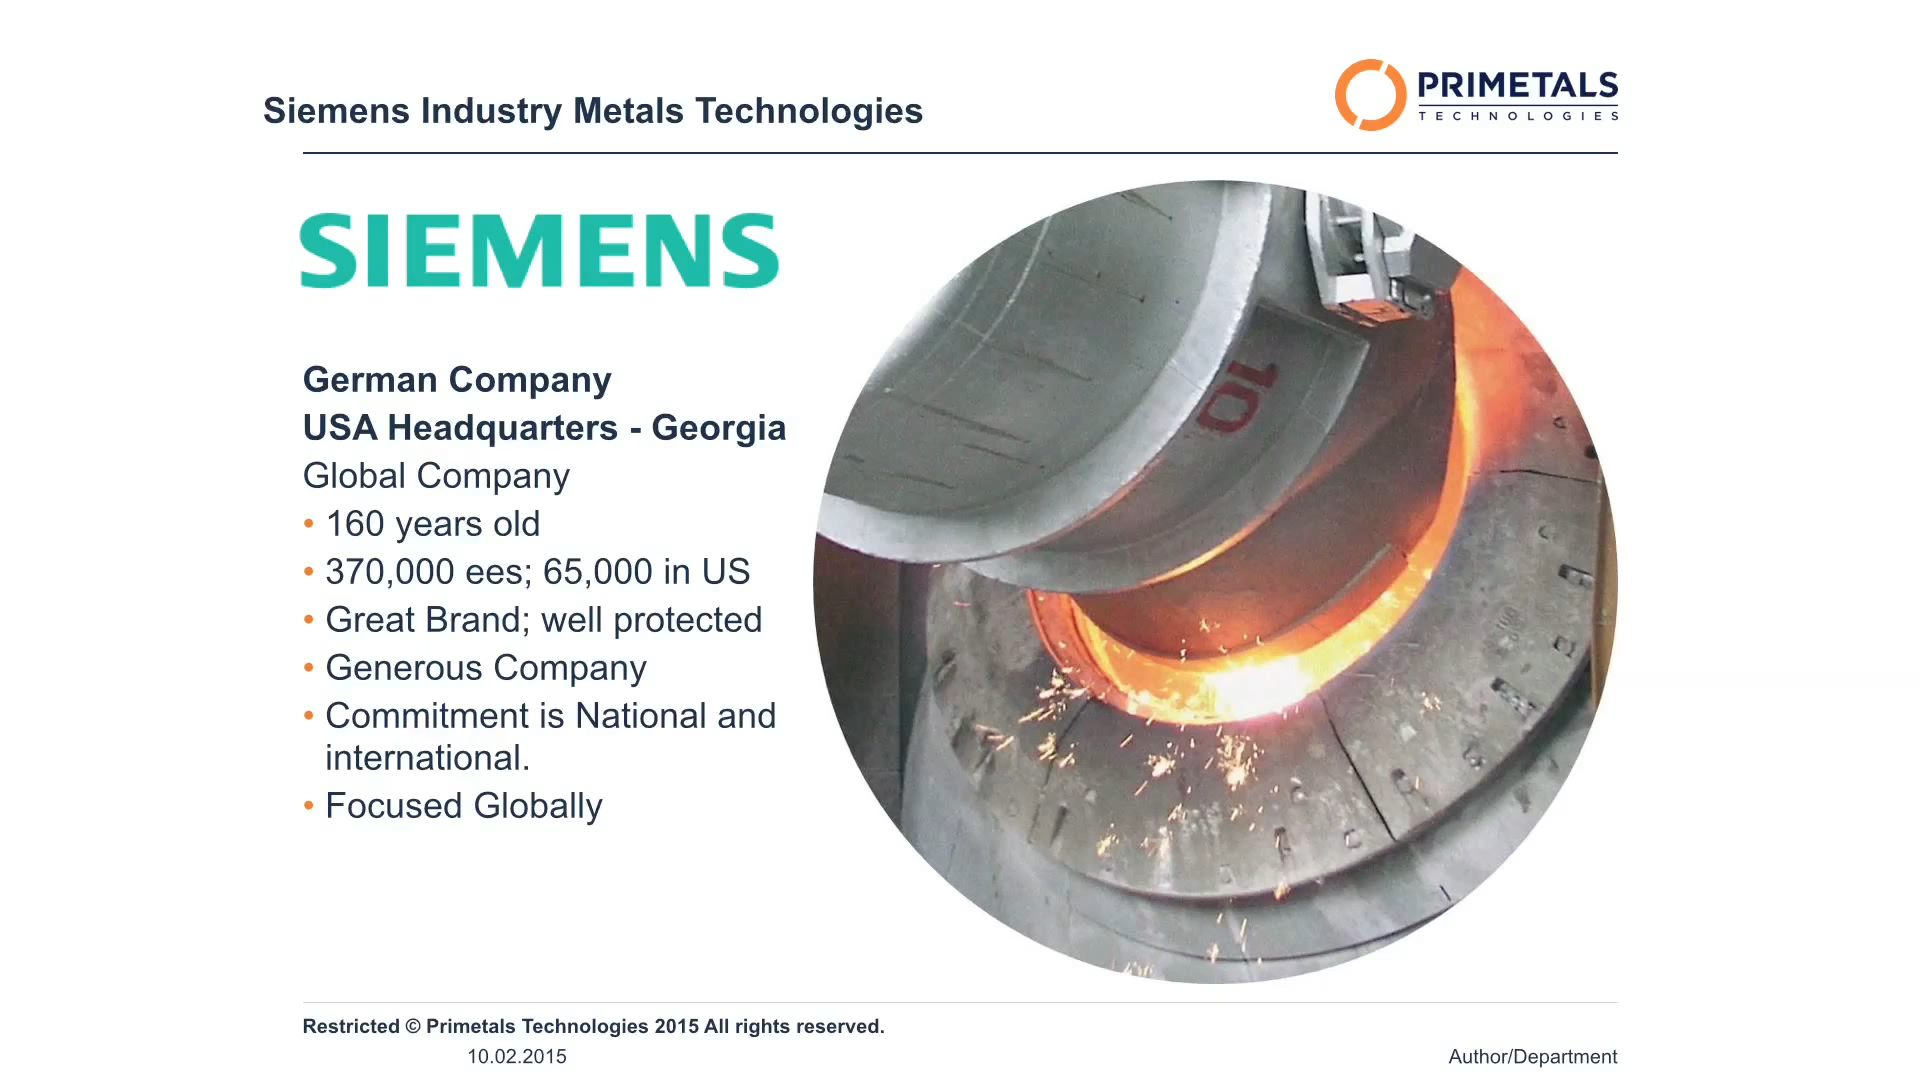 Siemens Industry Metals Technologies
PRIMETALS
TECHNOLOGIES
SIEMENS
German Company
USA Headquarters - Georgia
Global Company
• 160 years old
• 370,000 ees; 65,000 in US
• Great Brand; well protected
• Generous Company
• Commitment is National and
international.
• Focused Globally
10
Restricted © Primetals Technologies 2015 All rights reserved.
10.02.2015
Author/Department